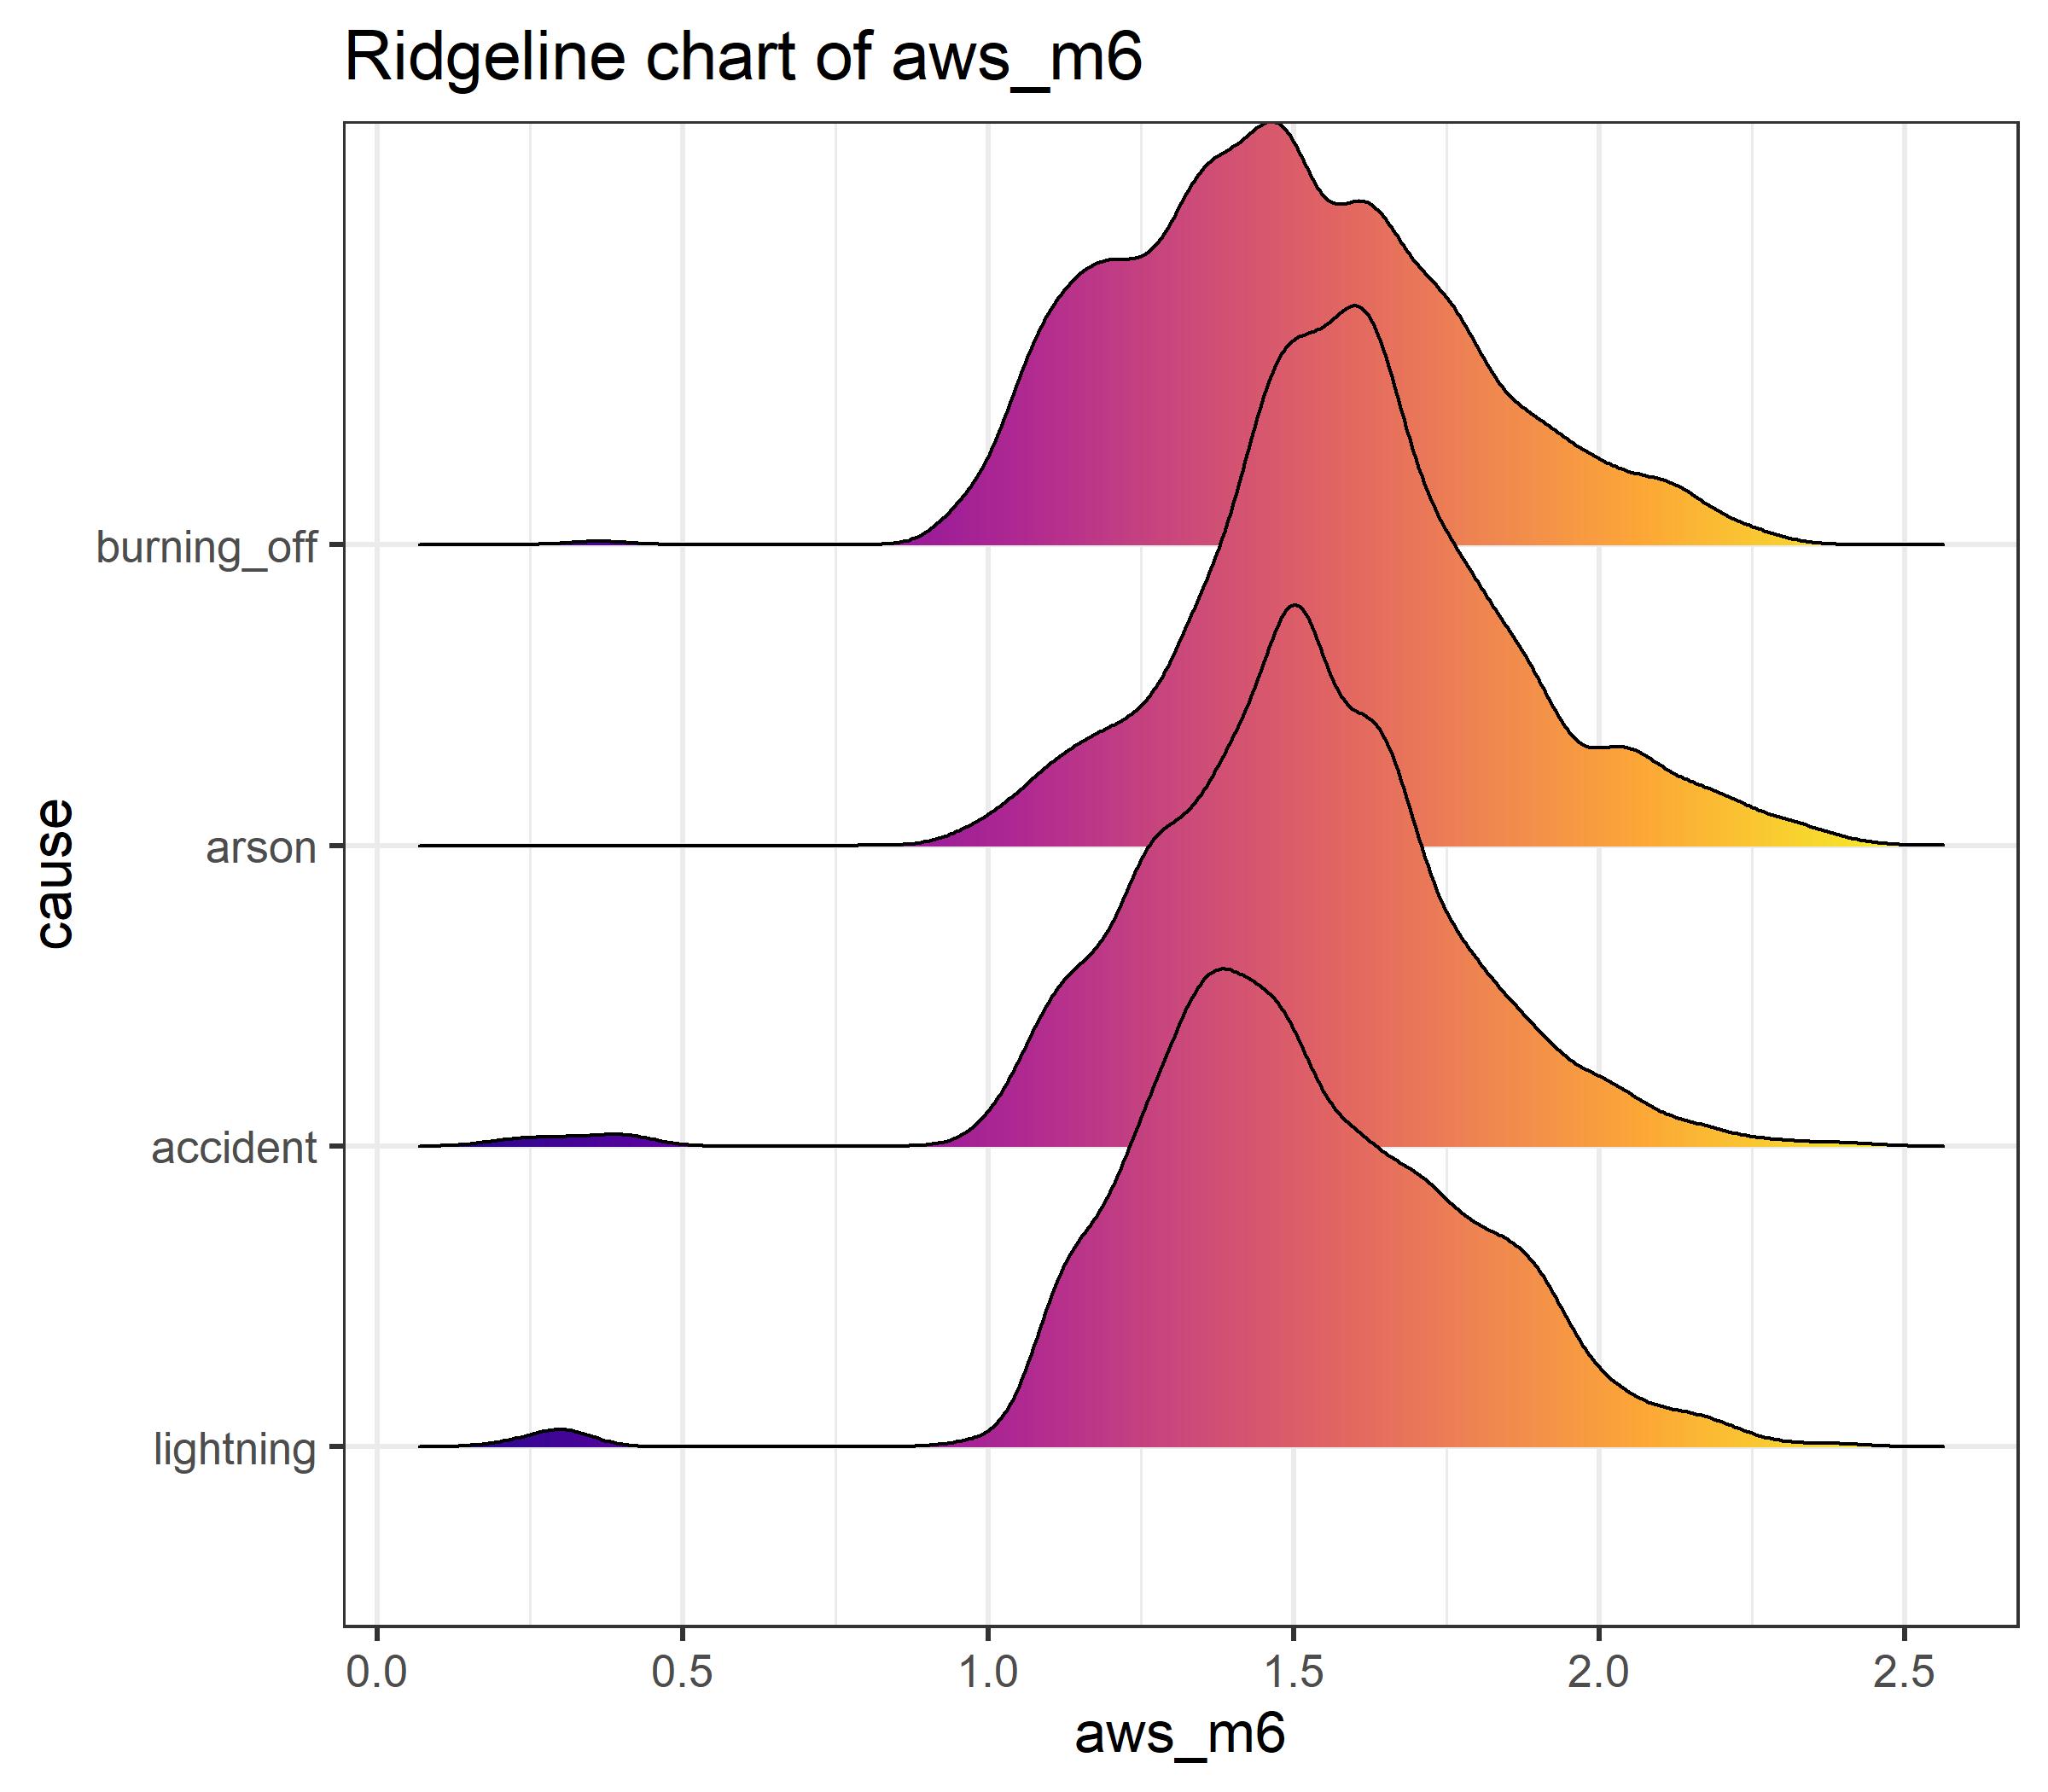 Ridgeline chart of aws_m6
burning_off
arson
accident
lightning
cause
0.0 0.5 1.0 1.5 2.0 2.5
aws_m6